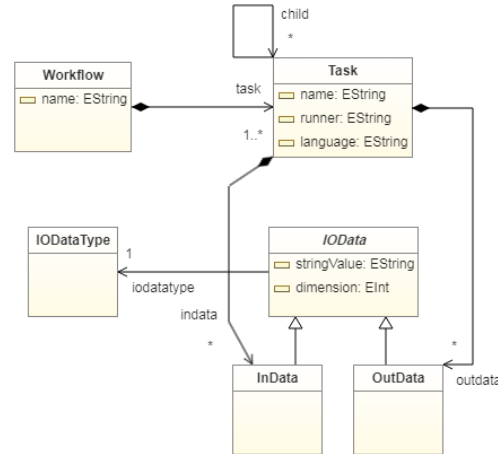 child
*
Workflow
name: EString
task
1..*
Task
name: EString
runner: EString
language: EString
IODataType
1
iodatatype
IOData
stringValue: EString
dimension: EInt
indata
*
InData
OutData
*
outdata